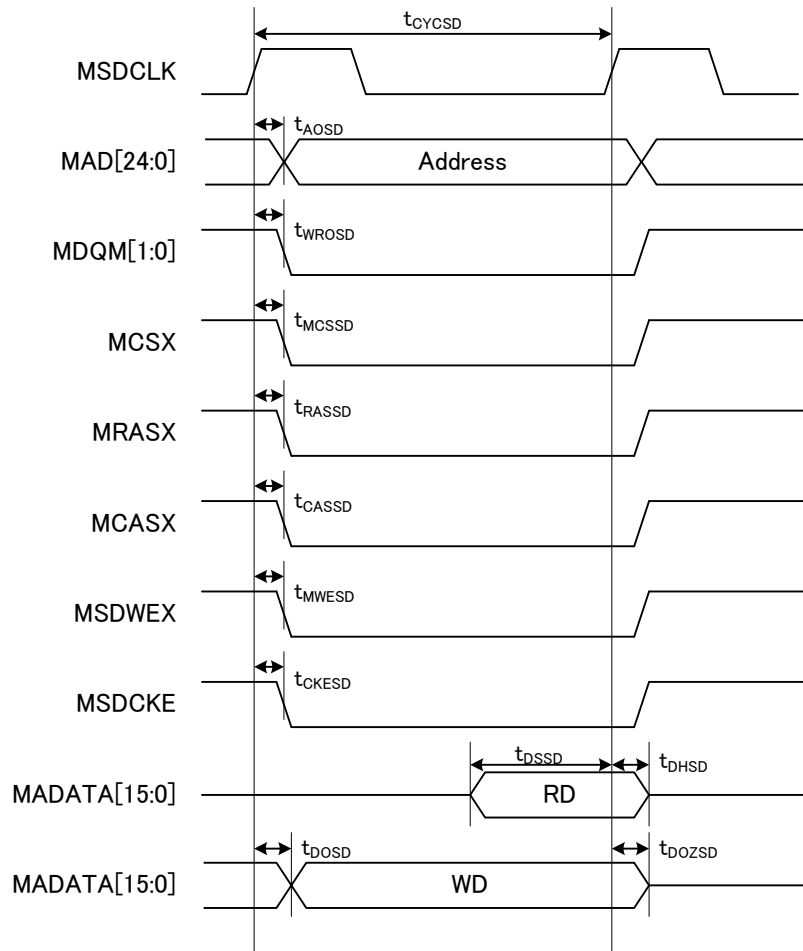 tCYCSD
MSDCLK
tAOSD
MAD[24:0]
Address
tWROSD
MDQM[1:0]
tMCSSD
MCSX
tRASSD
MRASX
tCASSD
MCASX
tMWESD
MSDWEX
tCKESD
MSDCKE
tDSSD
tDHSD
MADATA[15:0]
RD
tDOSD
tDOZSD
MADATA[15:0]
WD